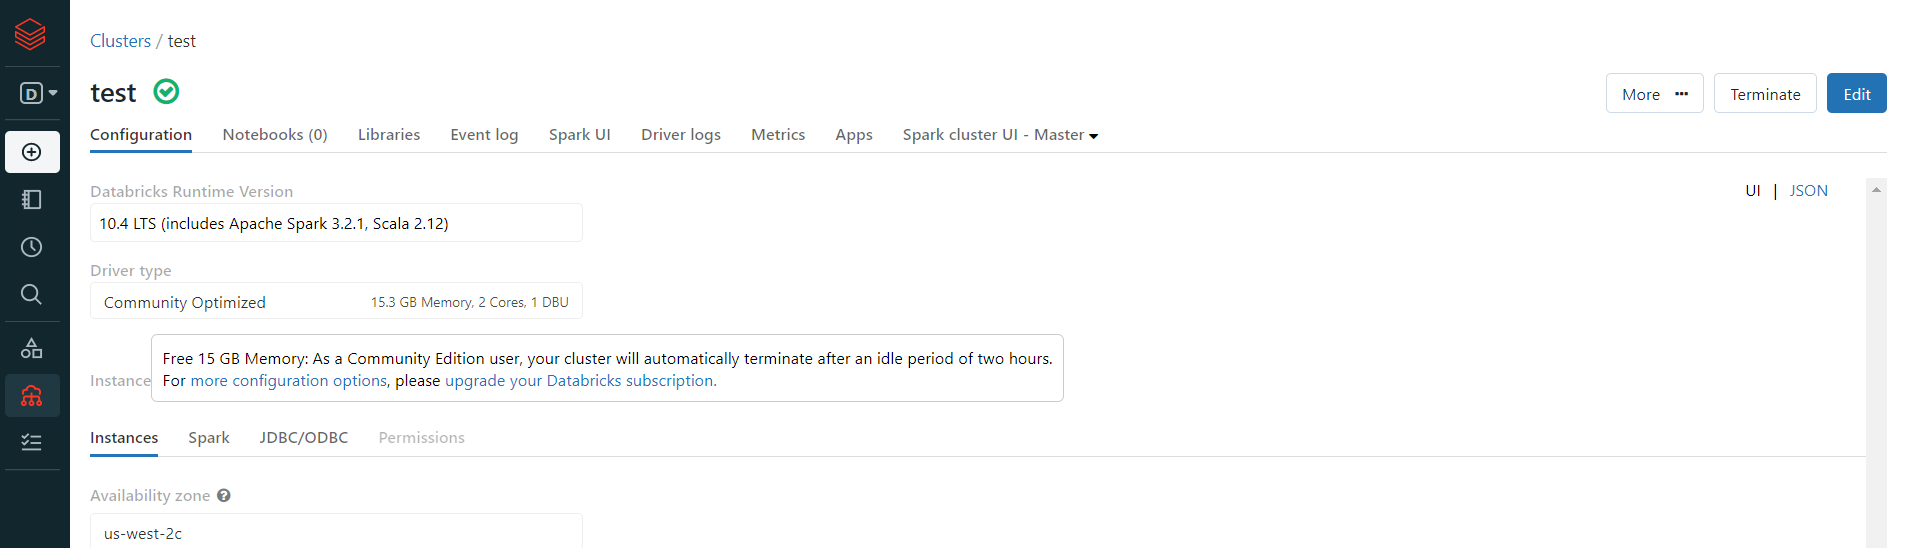 Clusters / test
test
More ··· Terminate Edit
D
Configuration Notebooks (0) Libraries Event log Spark UI Driver logs Metrics Apps Spark cluster UI - Master
Databricks Runtime Version
UI | JSON
10.4 LTS (includes Apache Spark 3.2.1, Scala 2.12)
Driver type
Community Optimized 15.3 GB Memory, 2 Cores, 1 DBU
Free 15 GB Memory: As a Community Edition user, your cluster will automatically terminate after an idle period of two hours.
Instance
For more configuration options, please upgrade your Databricks subscription.
Instances Spark JDBC/ODBC Permissions
Availability zone ?
us-west-2c